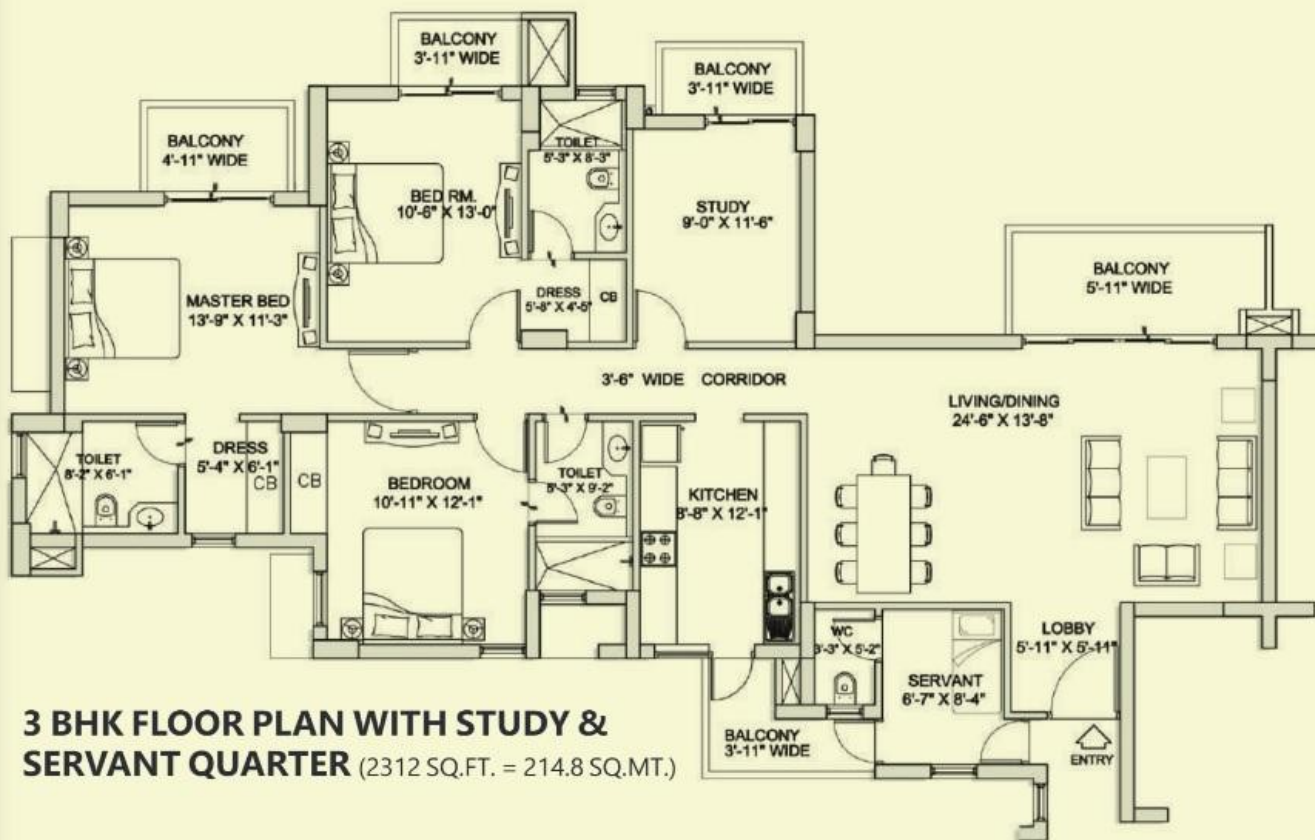 BALCONY
3'-11" WIDE
BALCONY
3'-11" WIDE
BALCONY
4'-11" WIDE
TOILET
5'-3" X 8'-3"
BED RM.
10'-6" X 13'-0"
STUDY
9'-0" X 11'-6"
BALCONY
5'-11" WIDE
MASTER BED
13'-9" X 11'-3"
DRESS
5'-8" X 4'-5"
CB
3'-6" WIDE CORRIDOR
LIVING/DINING
24'-6" X 13'-8"
TOILET
8'-2" X 6'-1"
DRESS
5'-4" X 6'-1"
CB
CB
BEDROOM
10'-11" X 12'-1"
TOILET
5'-3" X 9'-2"
KITCHEN
8'-8" X 12'-1"
WC
3'-3" X 5'-2"
LOBBY
5'-11" X 5'-11"
SERVANT
6'-7" X 8'-4"
BALCONY
3'-11" WIDE
ENTRY
3 BHK FLOOR PLAN WITH STUDY &
SERVANT QUARTER (2312 SQ.FT. = 214.8 SQ.MT.)